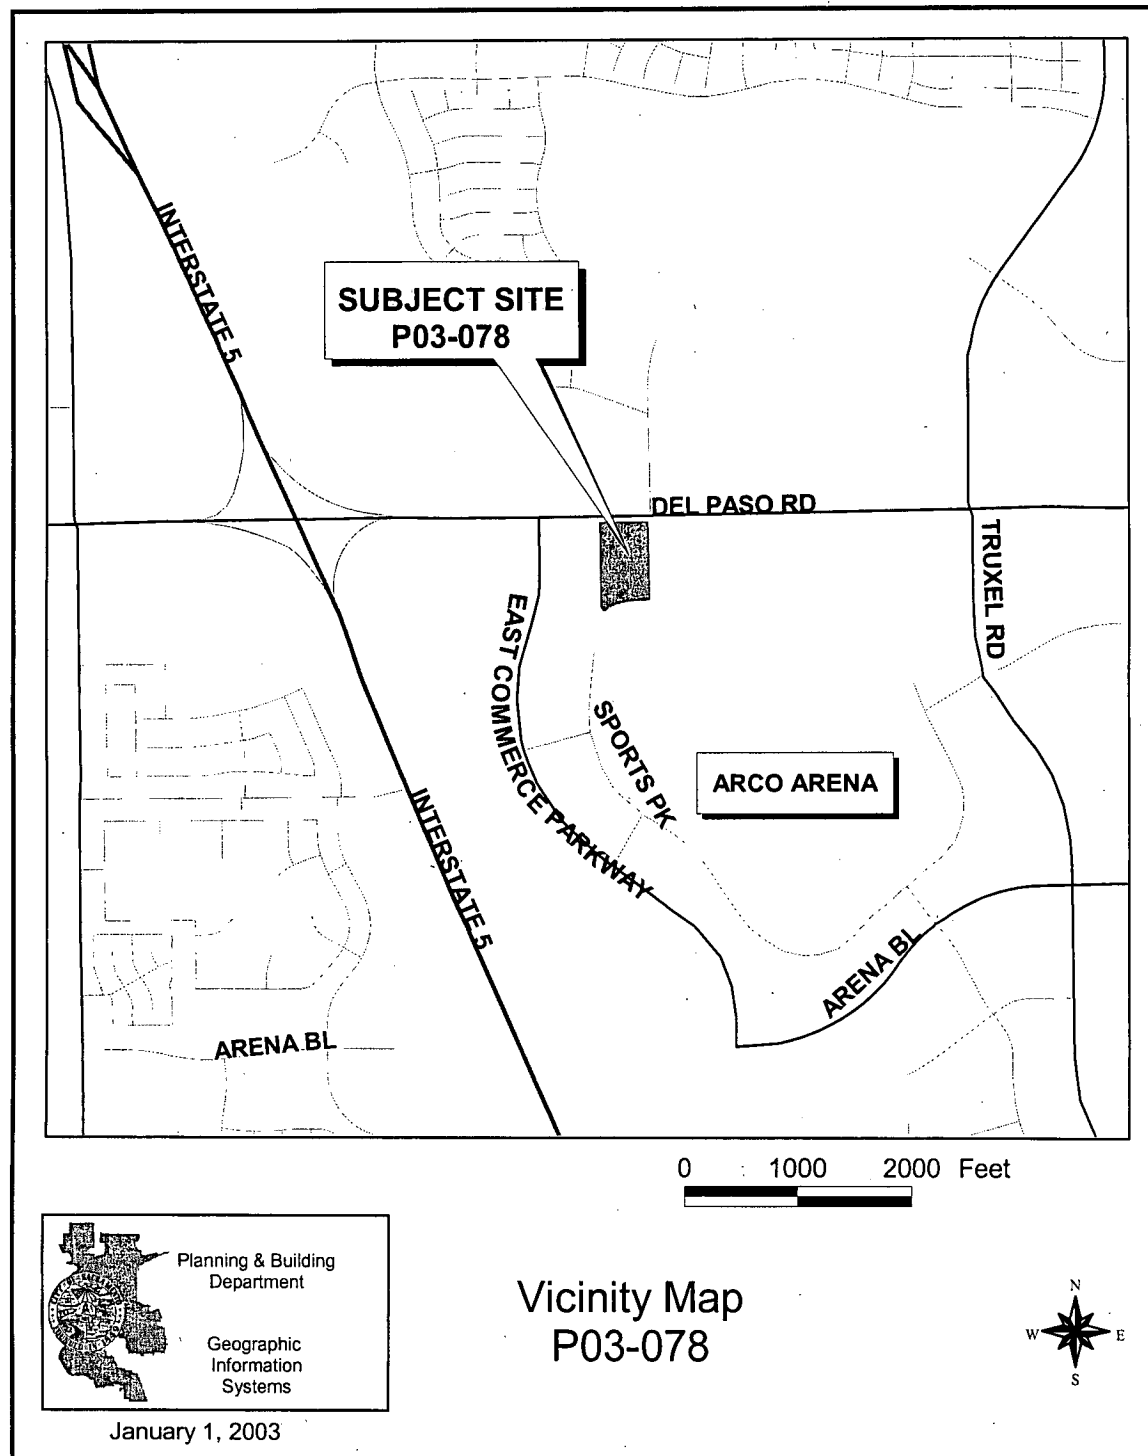 INTERSTATE 5
SUBJECT SITE
P03-078
DEL PASO RD
TRUXEL RD
EAST COMMERCE PARKWAY
SPORTS PK
ARCO ARENA
INTERSTATE 5
ARENA BL
ARENA BL
0 1000 2000 Feet
Planning & Building
Department
Geographic
Information
Systems
January 1, 2003
Vicinity Map
P03-078
N
W E
S